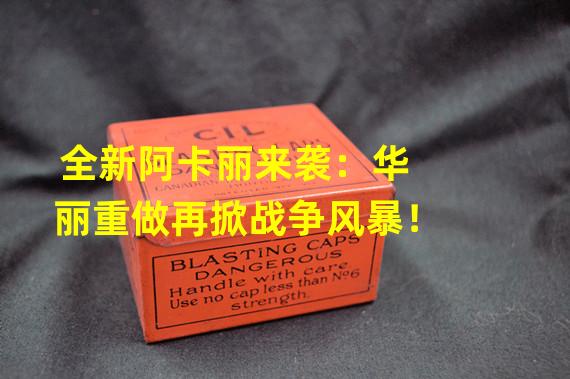 CIL
全新阿卡丽来袭：华
丽重做再掀战争风暴！
BLASTING CAPS
DANGEROUS
Handle with care
Use no cap less than No6
strength.